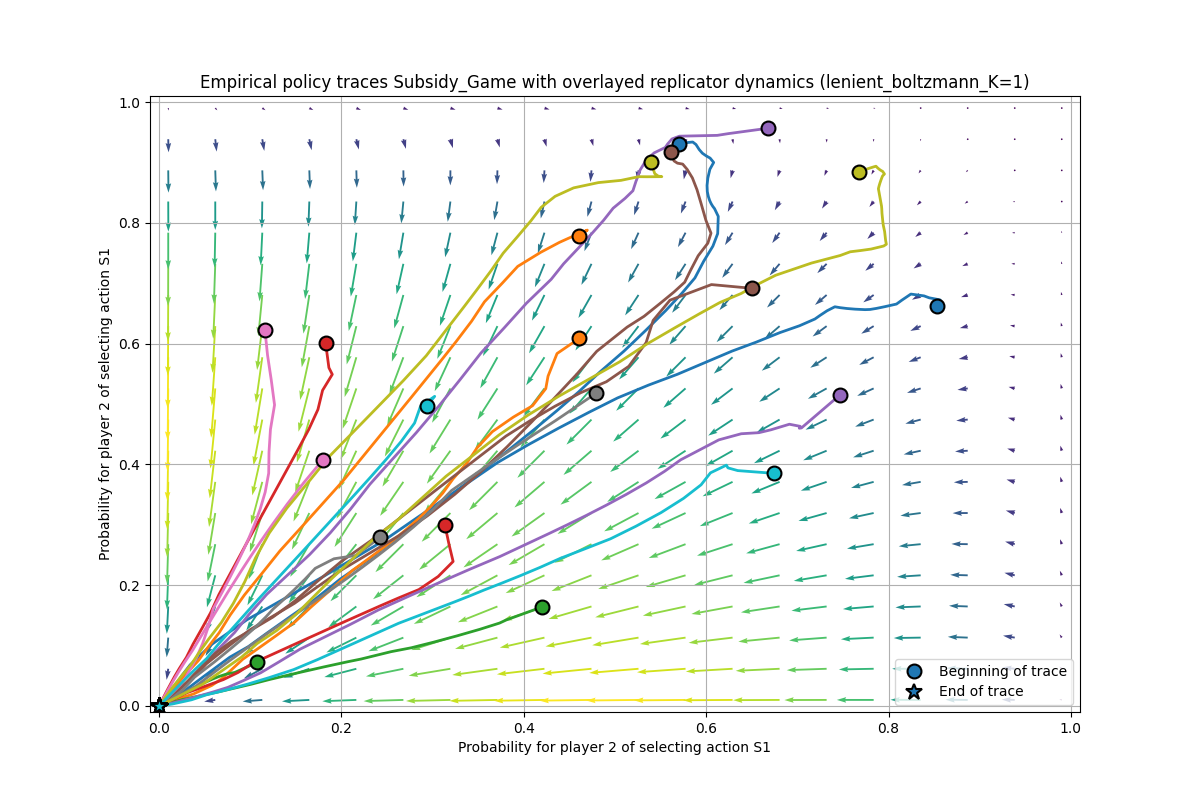 Empirical policy traces Subsidy_Game with overlayed replicator dynamics (lenient_boltzmann_K=1)
Probability for player 2 of selecting action S1
1.0
0.8
0.6
0.4
0.2
0.0
0.0 0.2 0.4 0.6 0.8 1.0
Probability for player 2 of selecting action S1
Beginning of trace
End of trace